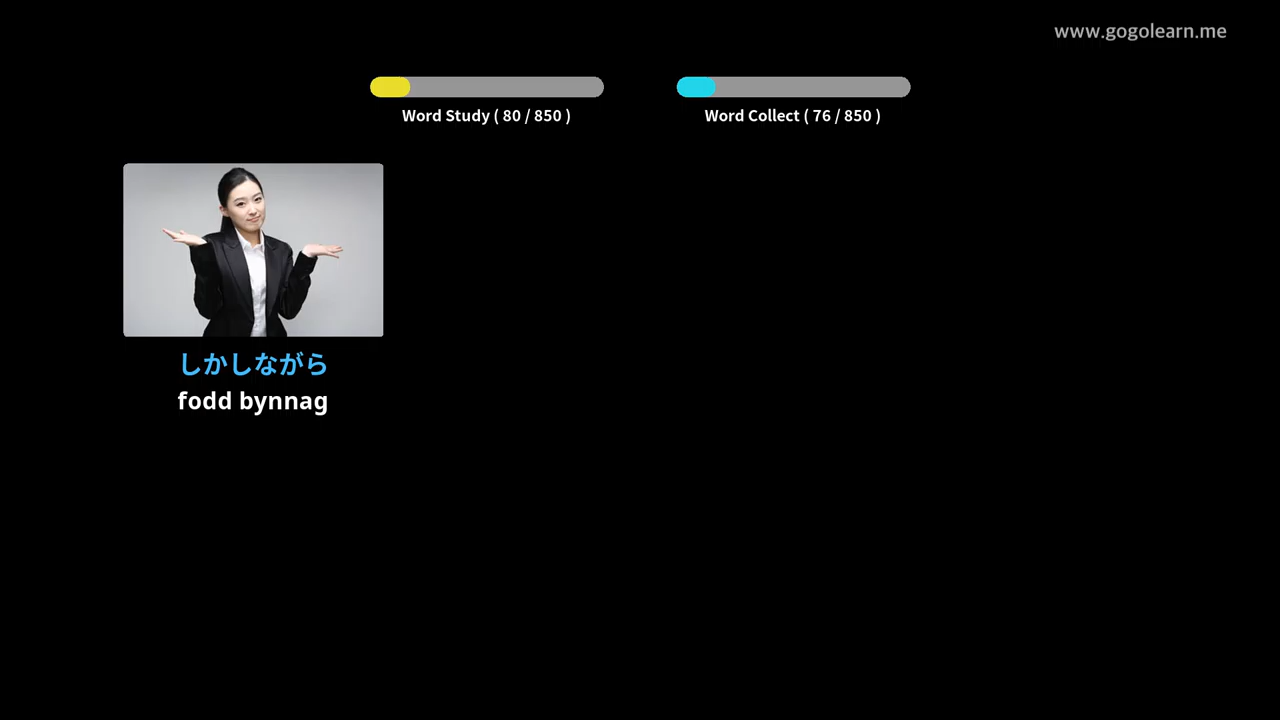 www.gogolearn.me
Word Study ( 80 / 850 )
Word Collect ( 76 / 850 )
しかしながら
fodd bynnag